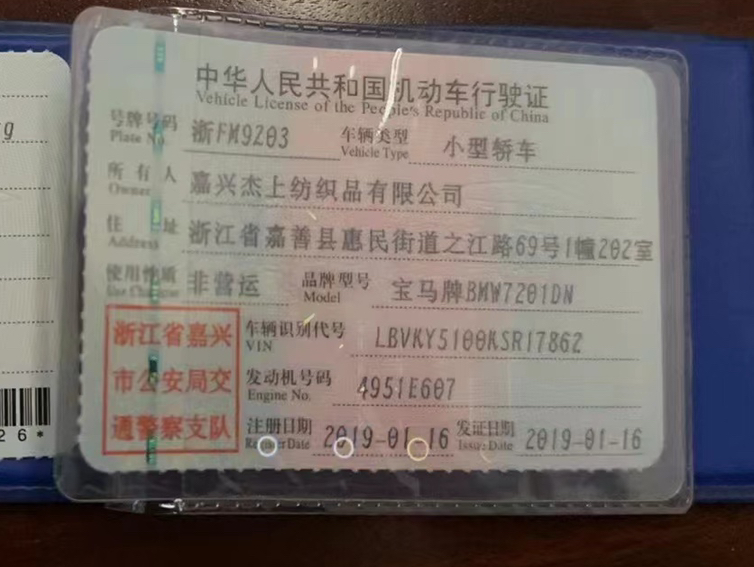 中华人民共和国机动车行驶证
Vehicle License of the People's Republic of China
号牌号码 浙FM9203 车辆类型 小型轿车
Plate No. Vehicle Type
所有人 嘉兴杰上纺织品有限公司
Owner
住址 浙江省嘉善县惠民街道之江路69号1幢202室
Address
使用性质 非营运 品牌型号 宝马牌BMW7201DN
Use Character Model
浙江省嘉兴
市公安局交
通警察支队
车辆识别代号 LBVKY5100KSR17862
VIN
发动机号码 4951E607
Engine No.
注册日期 2019-01-16 发证日期 2019-01-16
Register Date Issue Date
g
26*